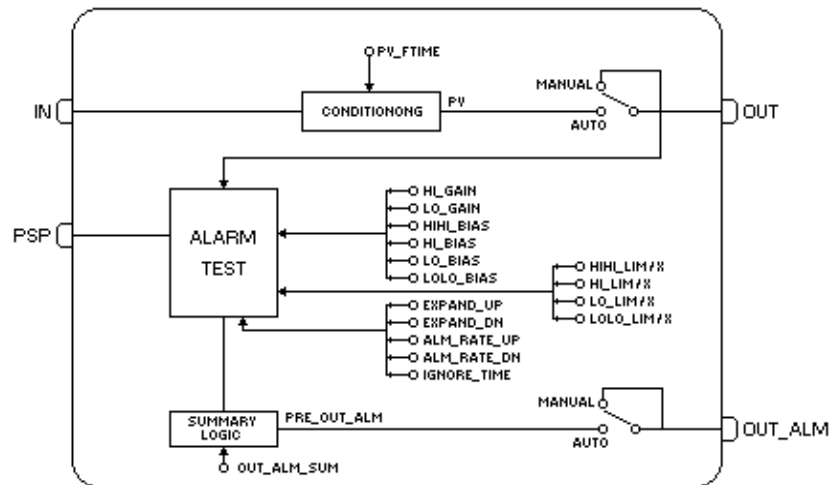 PV_FTIME
MANUAL
IN
CONDITIONONG
PV
OUT
AUTO
HI_GAIN
LO_GAIN
HIHI_BIAS
HI_BIAS
LO_BIAS
LOLO_BIAS
PSP
ALARM
TEST
HIHI_LIM/X
HI_LIM/X
LO_LIM/X
LOLO_LIM/X
EXPAND_UP
EXPAND_DN
ALM_RATE_UP
ALM_RATE_DN
IGNORE_TIME
MANUAL
SUMMARY
LOGIC
PRE_OUT_ALM
OUT_ALM
AUTO
OUT_ALM_SUM